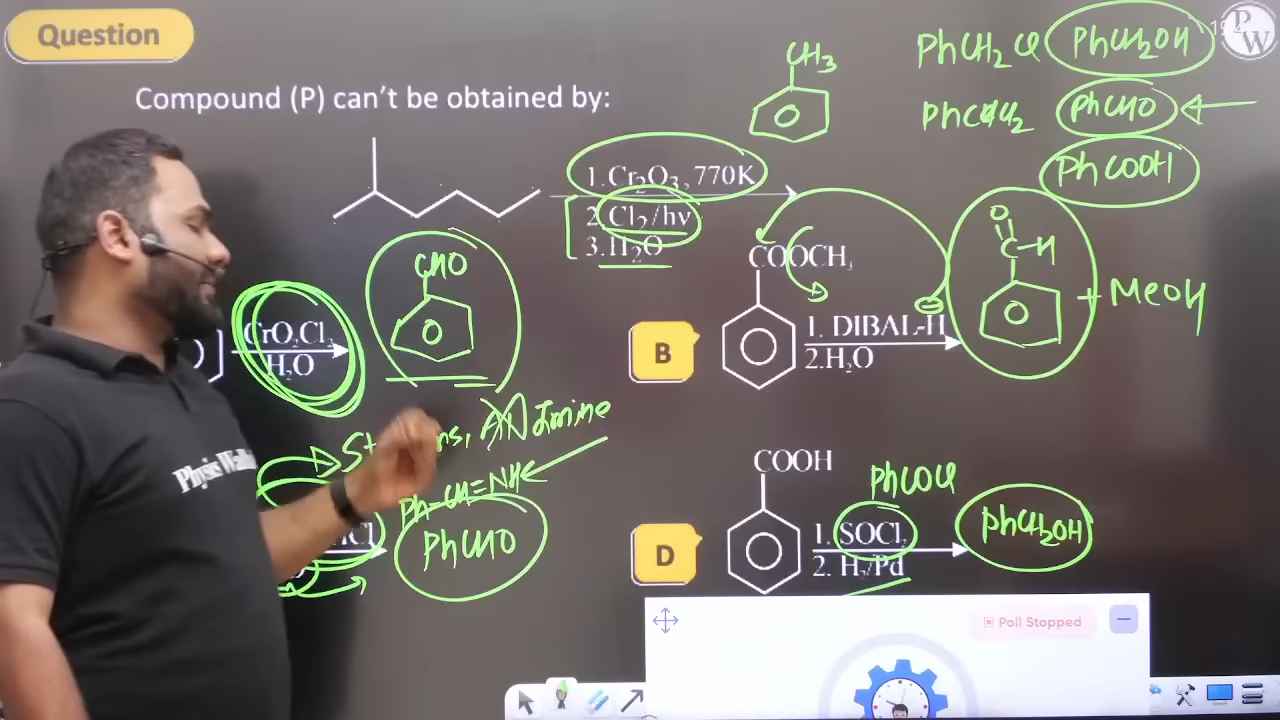 Question
PW
Compound (P) can't be obtained by:
CH3
PhCH2Cl PhCH2OH
PhCHO
PhCOOH
1. Cr2O3, 770K
2. Cl2/hν
3. H2O
CHO
CrO2Cl2
H2O
COOCH3
B
1. DIBAL-H
2. H2O
O
C-H
+ MeOH
Imine
Ph-CH=NH
PhCHO
Physics Wallah
COOH
PhCOCl
D
1. SOCl2
2. H2/Pd
PhCH2OH
Poll Stopped